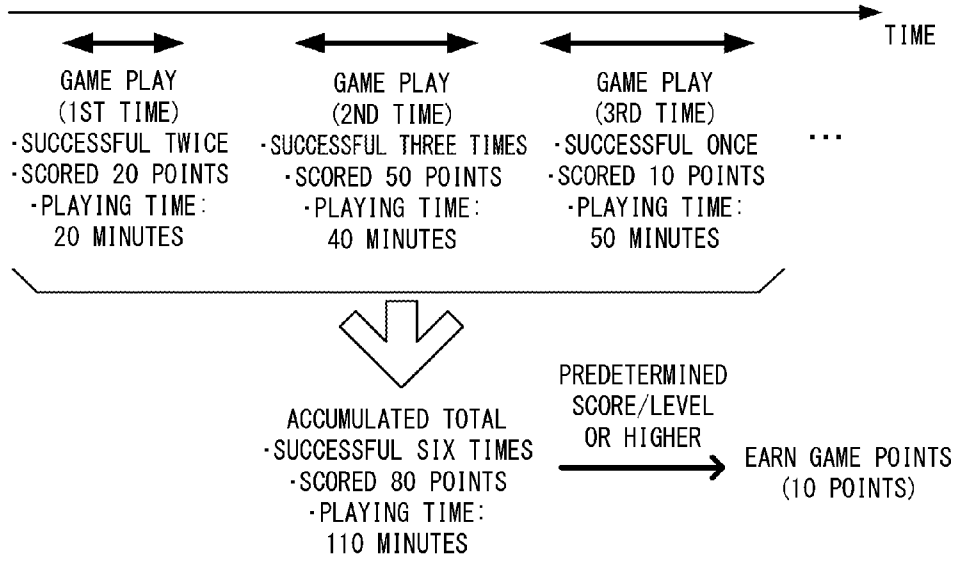 TIME
GAME PLAY
(1ST TIME)
·SUCCESSFUL TWICE
·SCORED 20 POINTS
·PLAYING TIME:
20 MINUTES
GAME PLAY
(2ND TIME)
·SUCCESSFUL THREE TIMES
·SCORED 50 POINTS
·PLAYING TIME:
40 MINUTES
GAME PLAY
(3RD TIME)
·SUCCESSFUL ONCE
·SCORED 10 POINTS
·PLAYING TIME:
50 MINUTES
...
ACCUMULATED TOTAL
·SUCCESSFUL SIX TIMES
·SCORED 80 POINTS
·PLAYING TIME:
110 MINUTES
PREDETERMINED
SCORE/LEVEL
OR HIGHER
EARN GAME POINTS
(10 POINTS)